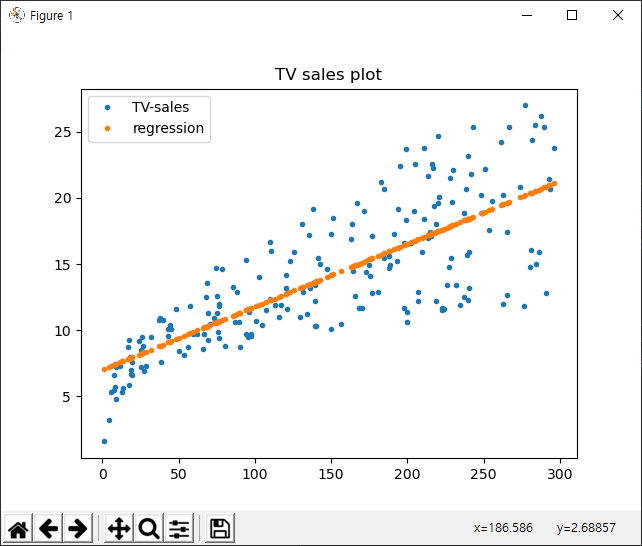 Figure 1
TV sales plot
TV-sales
regression
25
20
15
10
5
0 50 100 150 200 250 300
x=186.586 y=2.68857